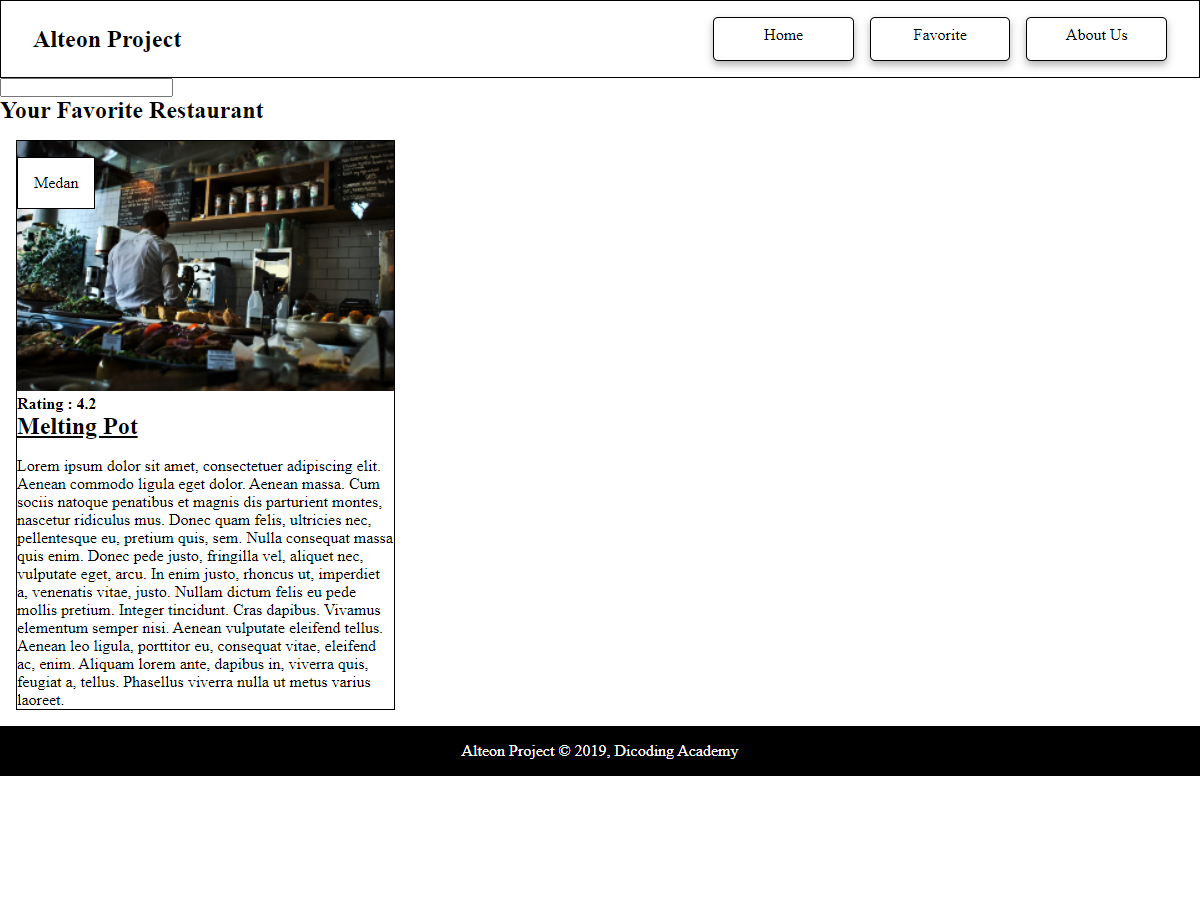 Alteon Project
Home
Favorite
About Us
Your Favorite Restaurant
Medan
Rating : 4.2
Melting Pot
Lorem ipsum dolor sit amet, consectetuer adipiscing elit.
Aenean commodo ligula eget dolor. Aenean massa. Cum
sociis natoque penatibus et magnis dis parturient montes,
nascetur ridiculus mus. Donec quam felis, ultricies nec,
pellentesque eu, pretium quis, sem. Nulla consequat massa
quis enim. Donec pede justo, fringilla vel, aliquet nec,
vulputate eget, arcu. In enim justo, rhoncus ut, imperdiet
a, venenatis vitae, justo. Nullam dictum felis eu pede
mollis pretium. Integer tincidunt. Cras dapibus. Vivamus
elementum semper nisi. Aenean vulputate eleifend tellus.
Aenean leo ligula, porttitor eu, consequat vitae, eleifend
ac, enim. Aliquam lorem ante, dapibus in, viverra quis,
feugiat a, tellus. Phasellus viverra nulla ut metus varius
laoreet.
Alteon Project © 2019, Dicoding Academy